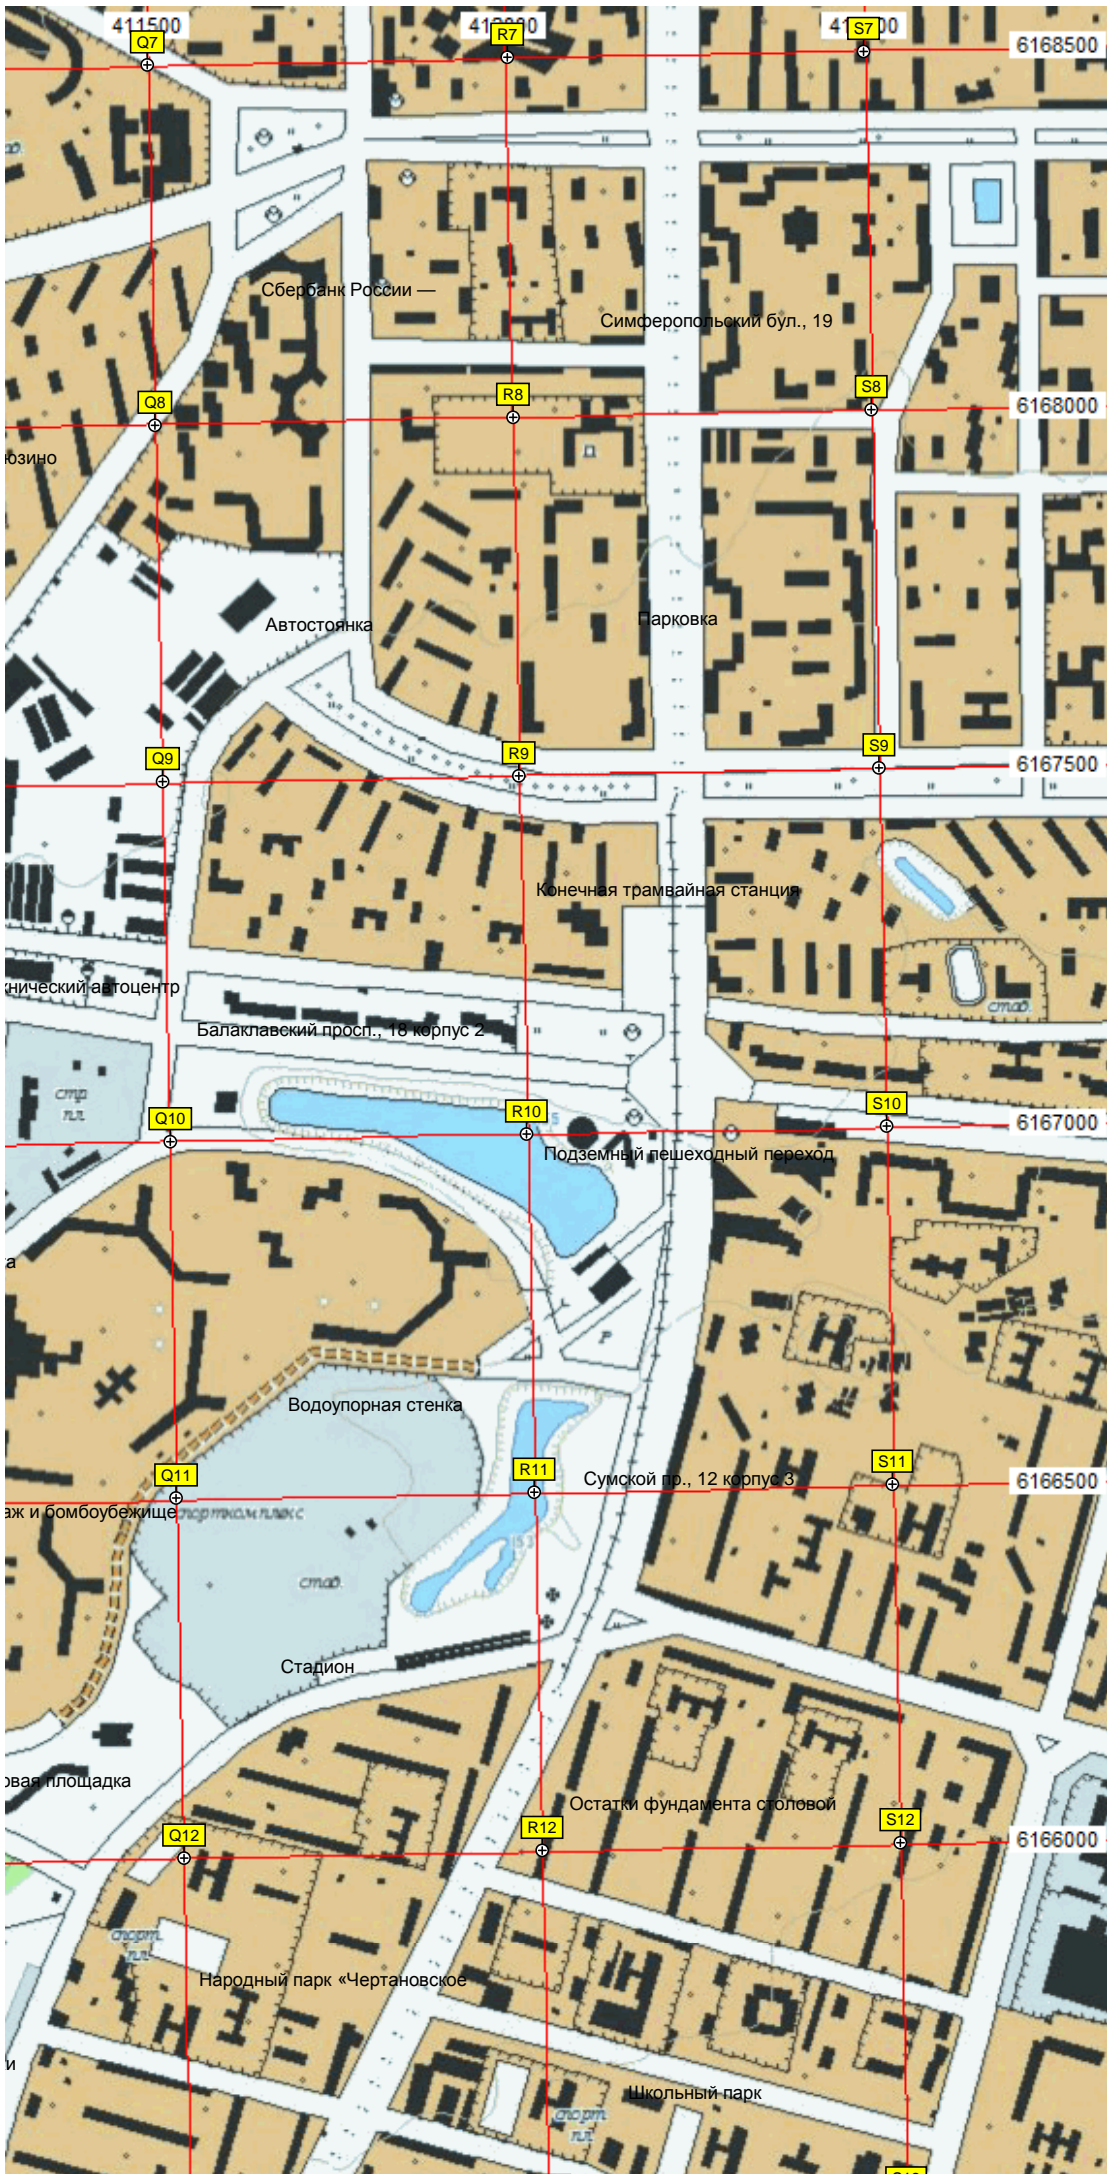 411500
Q7
R7
S7
6168500
Сбербанк России —
Симферопольский бул., 19
Q8
R8
S8
6168000
юзино
П
Автостоянка
Парковка
Q9
R9
S9
6167500
Конечная трамвайная станция
хнический автоцентр
стад.
Балаклавский просп., 18 корпус 2
стр
пл.
Q10
R10
S10
6167000
Подземный пешеходный переход
а
P
Водоупорная стенка
Q11
R11
S11
Сумской пр., 12 корпус 3
6166500
аж и бомбоубежище
спорткомплекс
153
стад.
Стадион
овая площадка
Остатки фундамента столовой
Q12
R12
S12
6166000
спорт.
пл.
Народный парк «Чертановское
и
Школьный парк
спорт.
пл.